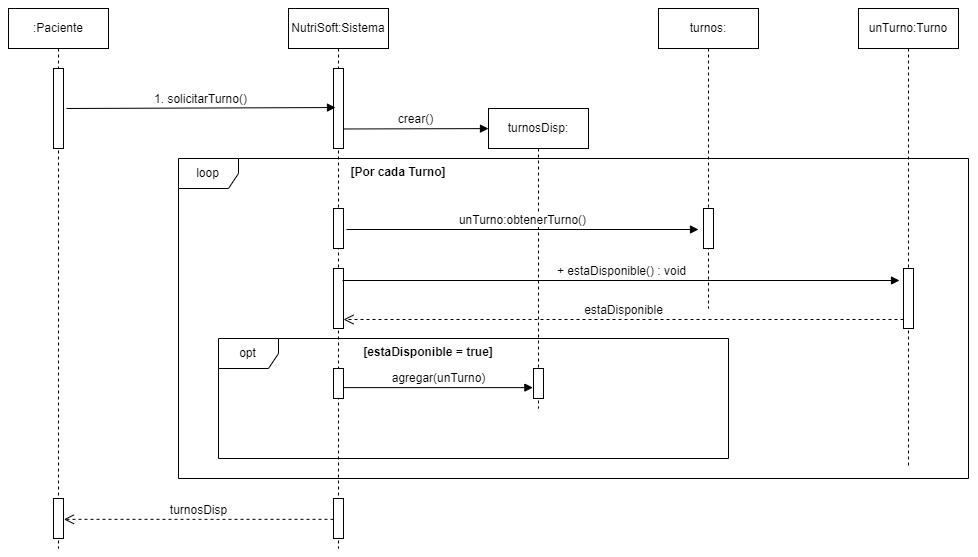 :Paciente
NutriSoft:Sistema
turnos:
unTurno:Turno
1. solicitarTurno()
crear()
turnosDisp:
loop
[Por cada Turno]
unTurno:obtenerTurno()
+ estaDisponible() : void
estaDisponible
opt
[estaDisponible = true]
agregar(unTurno)
turnosDisp